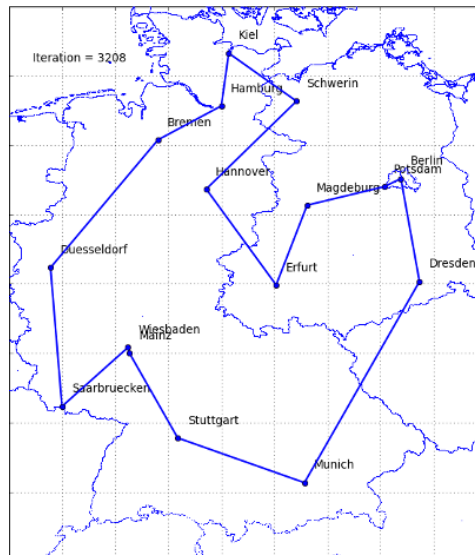 Kiel
Iteration = 3208
Schwerin
Hamburg
Bremen
Berlin
Potsdam
Hannover
Magdeburg
Duesseldorf
Erfurt
Dresden
Wiesbaden
Mainz
Saarbruecken
Stuttgart
Munich